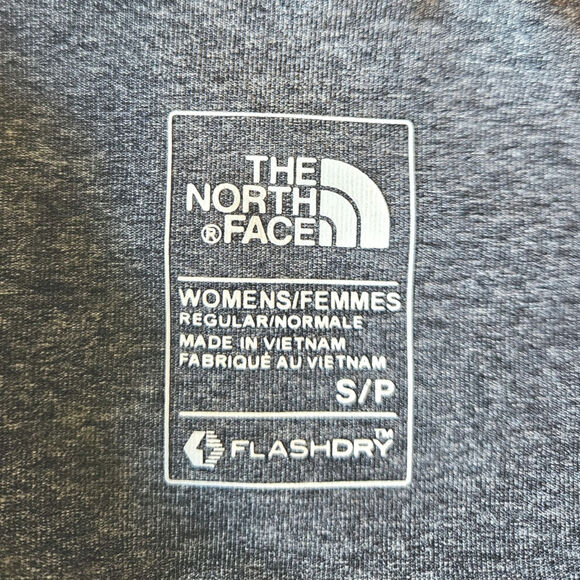 THE
NORTH
®FACE
WOMENS/FEMMES
REGULAR/NORMALE
MADE IN VIETNAM
FABRIQUÉ AU VIETNAM
S/P
FLASHDRY™